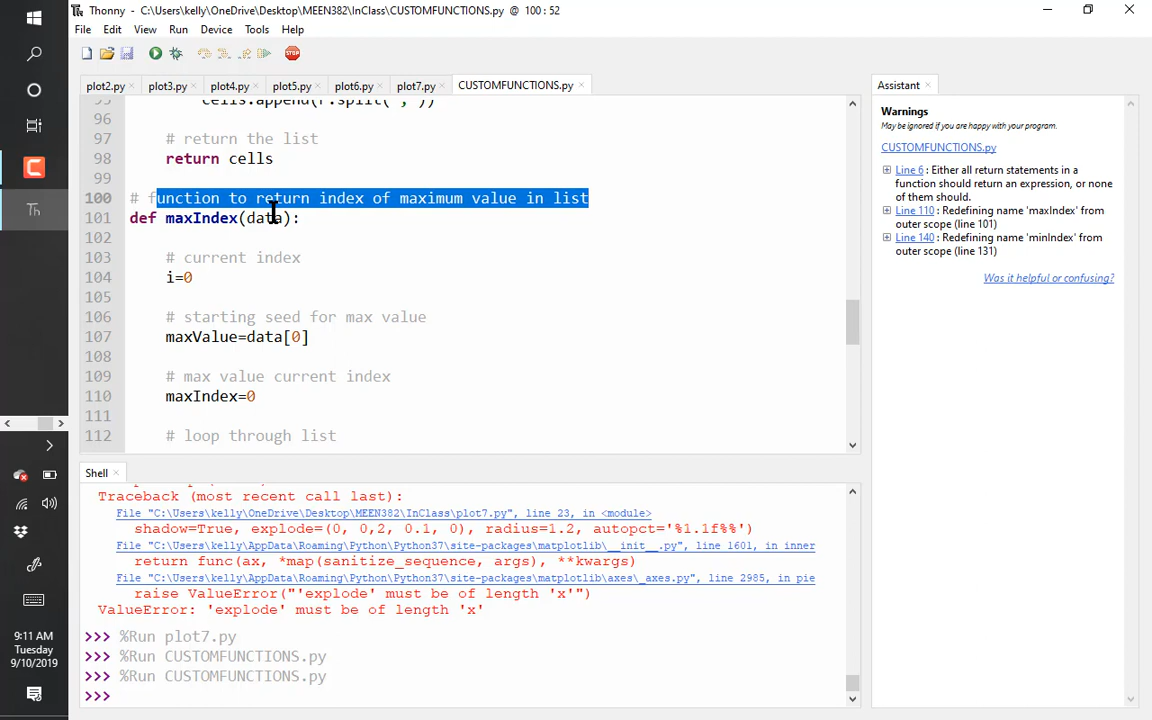 Thonny - C:\Users\kelly\OneDrive\Desktop\MEEN382\InClass\CUSTOMFUNCTIONS.py @ 100 : 52
File Edit View Run Device Tools Help
plot2.py × plot3.py × plot4.py × plot5.py × plot6.py × plot7.py × CUSTOMFUNCTIONS.py ×
95 cells.append(r.split(','))
96
97 # return the list
98 return cells
99
100 # function to return index of maximum value in list
101 def maxIndex(data):
102
103 # current index
104 i=0
105
106 # starting seed for max value
107 maxValue=data[0]
108
109 # max value current index
110 maxIndex=0
111
112 # loop through list
Shell ×
Traceback (most recent call last):
File "C:\Users\kelly\OneDrive\Desktop\MEEN382\InClass\plot7.py", line 23, in <module>
shadow=True, explode=(0, 0,2, 0.1, 0), radius=1.2, autopct='%1.1f%%')
File "C:\Users\kelly\AppData\Roaming\Python\Python37\site-packages\matplotlib\__init__.py", line 1601, in inner
return func(ax, *map(sanitize_sequence, args), **kwargs)
File "C:\Users\kelly\AppData\Roaming\Python\Python37\site-packages\matplotlib\axes\_axes.py", line 2985, in pie
raise ValueError("'explode' must be of length 'x'")
ValueError: 'explode' must be of length 'x'
>>> %Run plot7.py
>>> %Run CUSTOMFUNCTIONS.py
>>> %Run CUSTOMFUNCTIONS.py
>>>
Assistant ×
Warnings
May be ignored if you are happy with your program.
CUSTOMFUNCTIONS.py
Line 6 : Either all return statements in a
function should return an expression, or none
of them should.
Line 110 : Redefining name 'maxIndex' from
outer scope (line 101)
Line 140 : Redefining name 'minIndex' from
outer scope (line 131)
Was it helpful or confusing?
Th
9:11 AM
Tuesday
9/10/2019